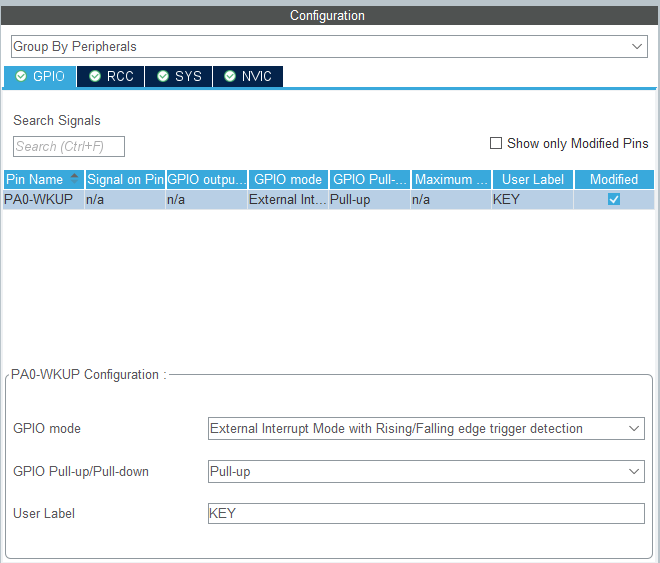 Configuration
Group By Peripherals
GPIO RCC SYS NVIC
Search Signals
Search (Ctrl+F)
Show only Modified Pins
Pin Name Signal on Pin GPIO outpu... GPIO mode GPIO Pull-... Maximum ... User Label Modified
PA0-WKUP n/a n/a External Int... Pull-up n/a KEY
PA0-WKUP Configuration :
GPIO mode External Interrupt Mode with Rising/Falling edge trigger detection
GPIO Pull-up/Pull-down Pull-up
User Label KEY